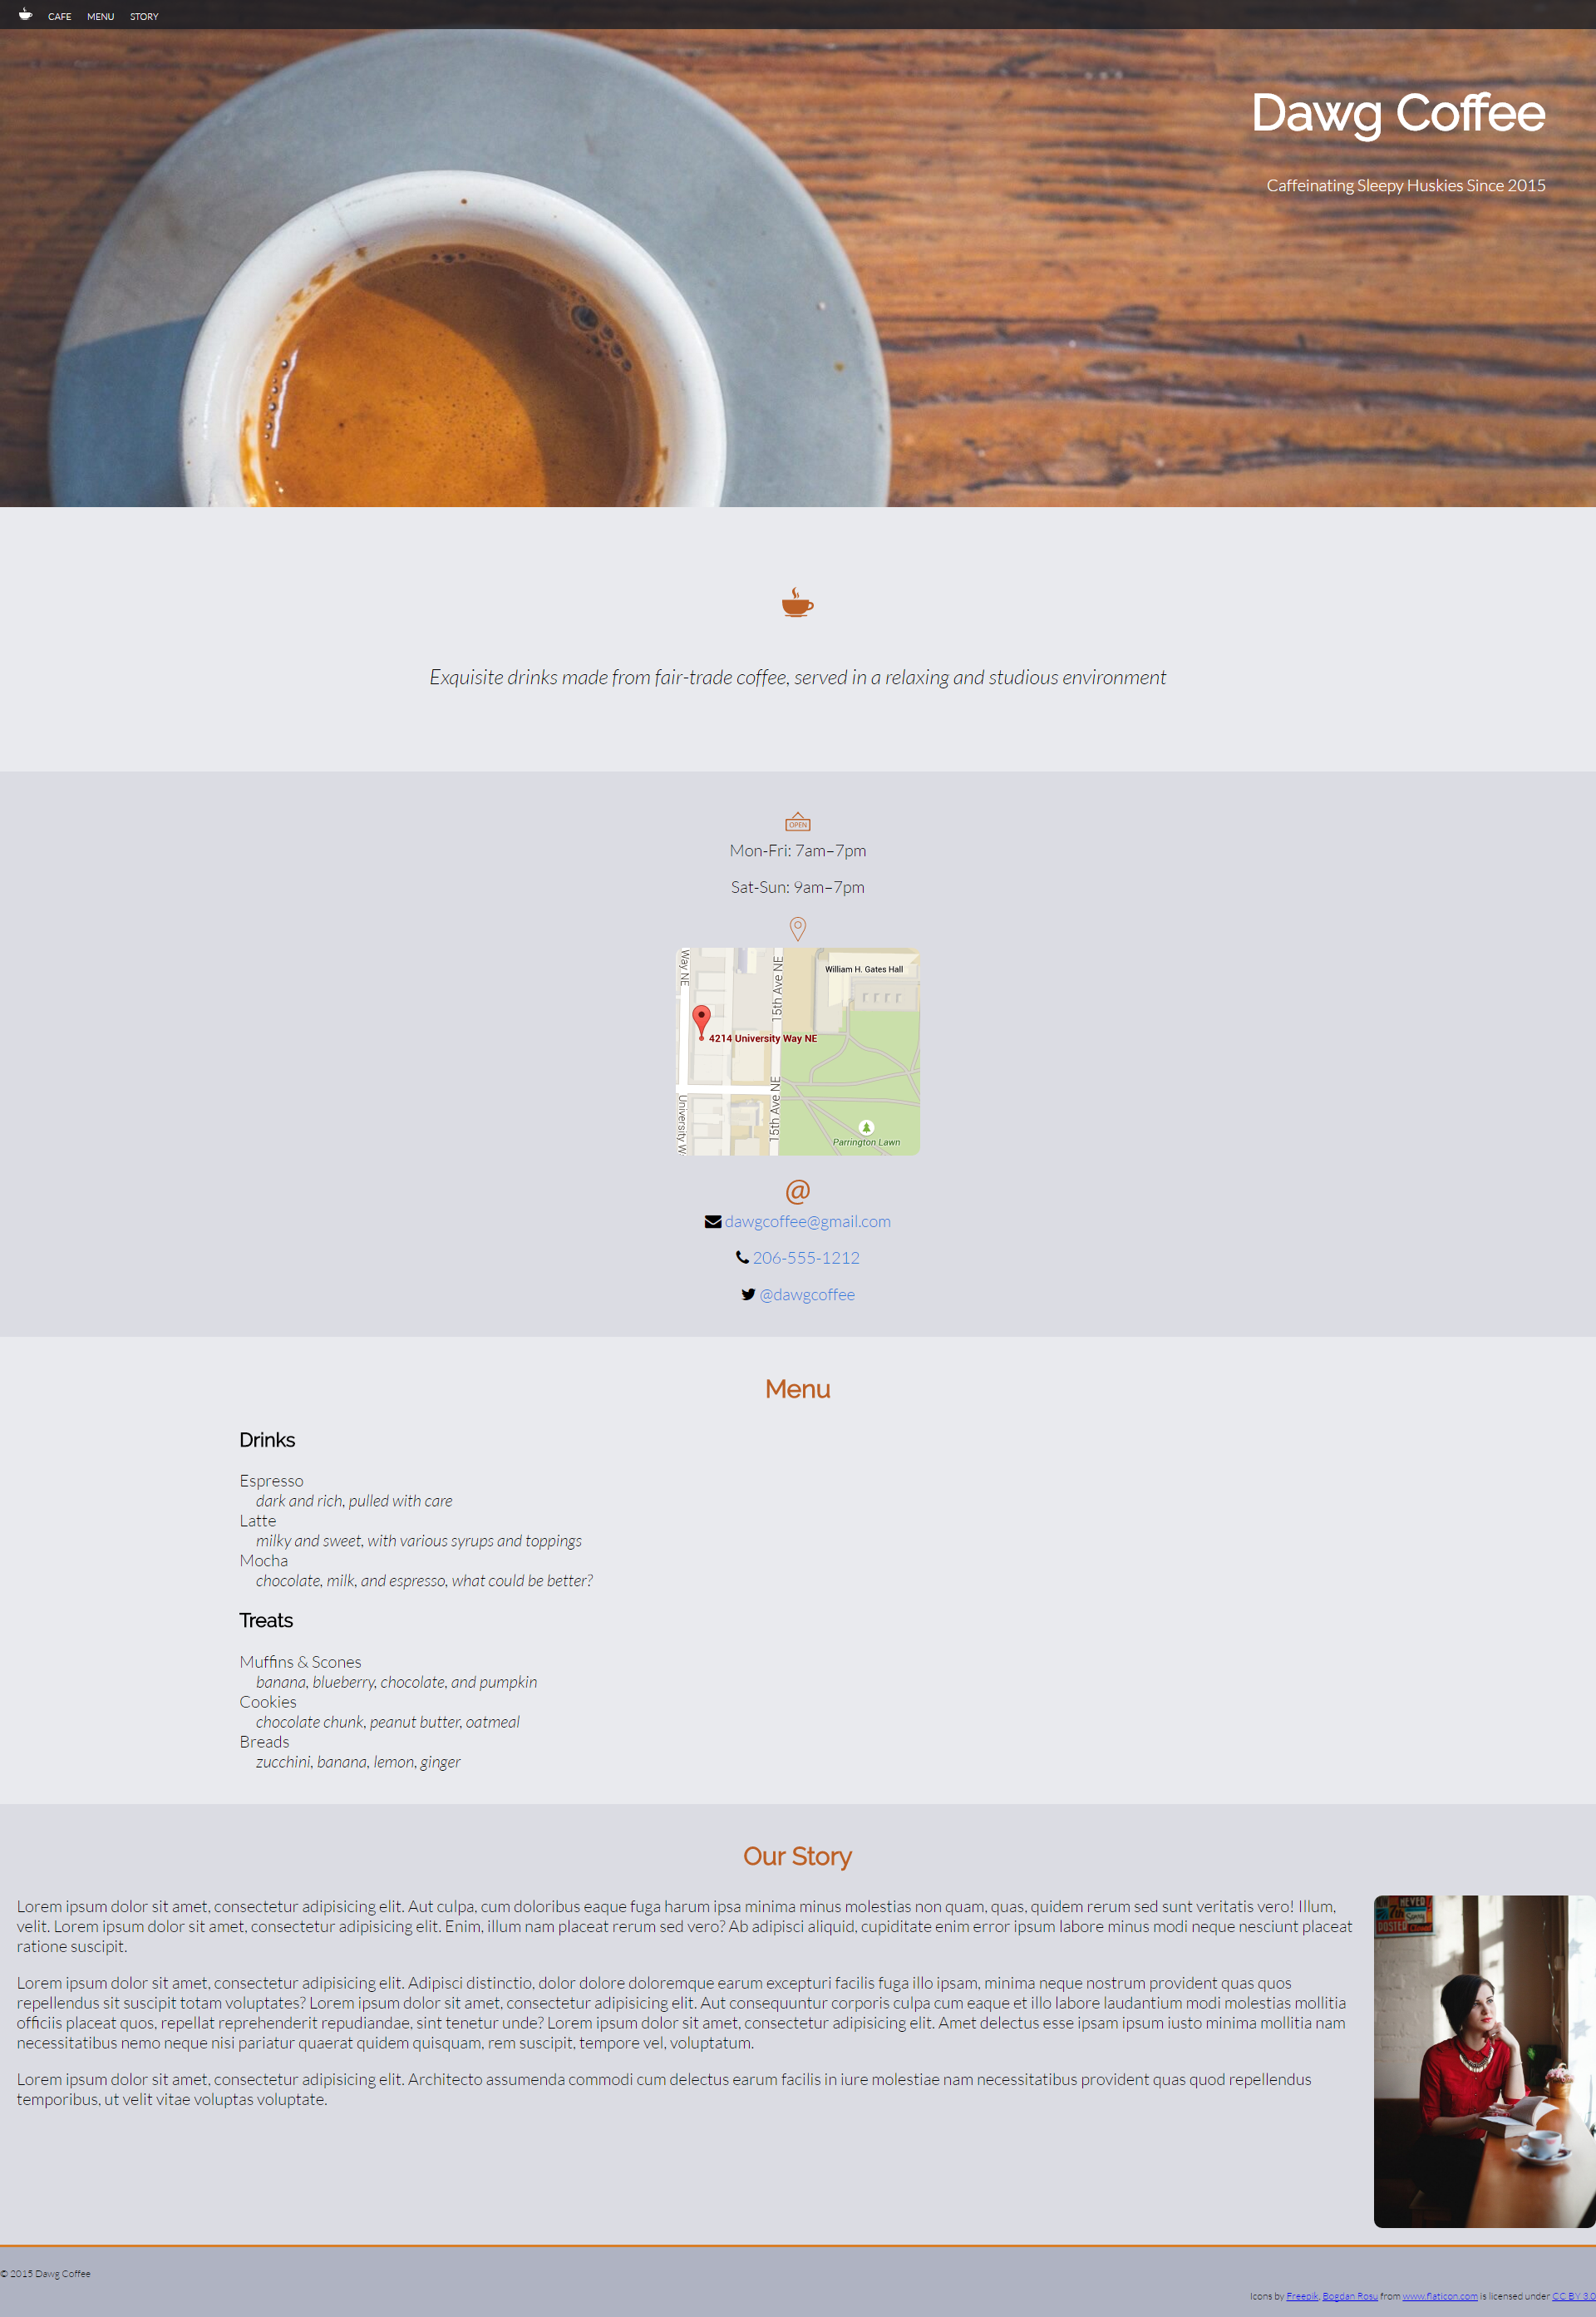 CAFE MENU STORY
Dawg Coffee
Caffeinating Sleepy Huskies Since 2015
Exquisite drinks made from fair-trade coffee, served in a relaxing and studious environment
OPEN
Mon-Fri: 7am–7pm
Sat-Sun: 9am–7pm
Way NE
15th Ave NE
William H. Gates Hall
4214 University Way NE
University W
15th Ave NE
Parrington Lawn
@
dawgcoffee@gmail.com
206-555-1212
@dawgcoffee
Menu
Drinks
Espresso
dark and rich, pulled with care
Latte
milky and sweet, with various syrups and toppings
Mocha
chocolate, milk, and espresso, what could be better?
Treats
Muffins & Scones
banana, blueberry, chocolate, and pumpkin
Cookies
chocolate chunk, peanut butter, oatmeal
Breads
zucchini, banana, lemon, ginger
Our Story
Lorem ipsum dolor sit amet, consectetur adipisicing elit. Aut culpa, cum doloribus eaque fuga harum ipsa minima minus molestias non quam, quas, quidem rerum sed sunt veritatis vero! Illum,
velit. Lorem ipsum dolor sit amet, consectetur adipisicing elit. Enim, illum nam placeat rerum sed vero? Ab adipisci aliquid, cupiditate enim error ipsum labore minus modi neque nesciunt placeat
ratione suscipit.
Lorem ipsum dolor sit amet, consectetur adipisicing elit. Adipisci distinctio, dolor dolore doloremque earum excepturi facilis fuga illo ipsam, minima neque nostrum provident quas quos
repellendus sit suscipit totam voluptates? Lorem ipsum dolor sit amet, consectetur adipisicing elit. Aut consequuntur corporis culpa cum eaque et illo labore laudantium modi molestias mollitia
officiis placeat quos, repellat reprehenderit repudiandae, sint tenetur unde? Lorem ipsum dolor sit amet, consectetur adipisicing elit. Amet delectus esse ipsam ipsum iusto minima mollitia nam
necessitatibus nemo neque nisi pariatur quaerat quidem quisquam, rem suscipit, tempore vel, voluptatum.
Lorem ipsum dolor sit amet, consectetur adipisicing elit. Architecto assumenda commodi cum delectus earum facilis in iure molestiae nam necessitatibus provident quas quod repellendus
temporibus, ut velit vitae voluptas voluptate.
NEVER
POSTER
© 2015 Dawg Coffee
Icons by Freepik, Bogdan Rosu from www.flaticon.com is licensed under CC BY 3.0